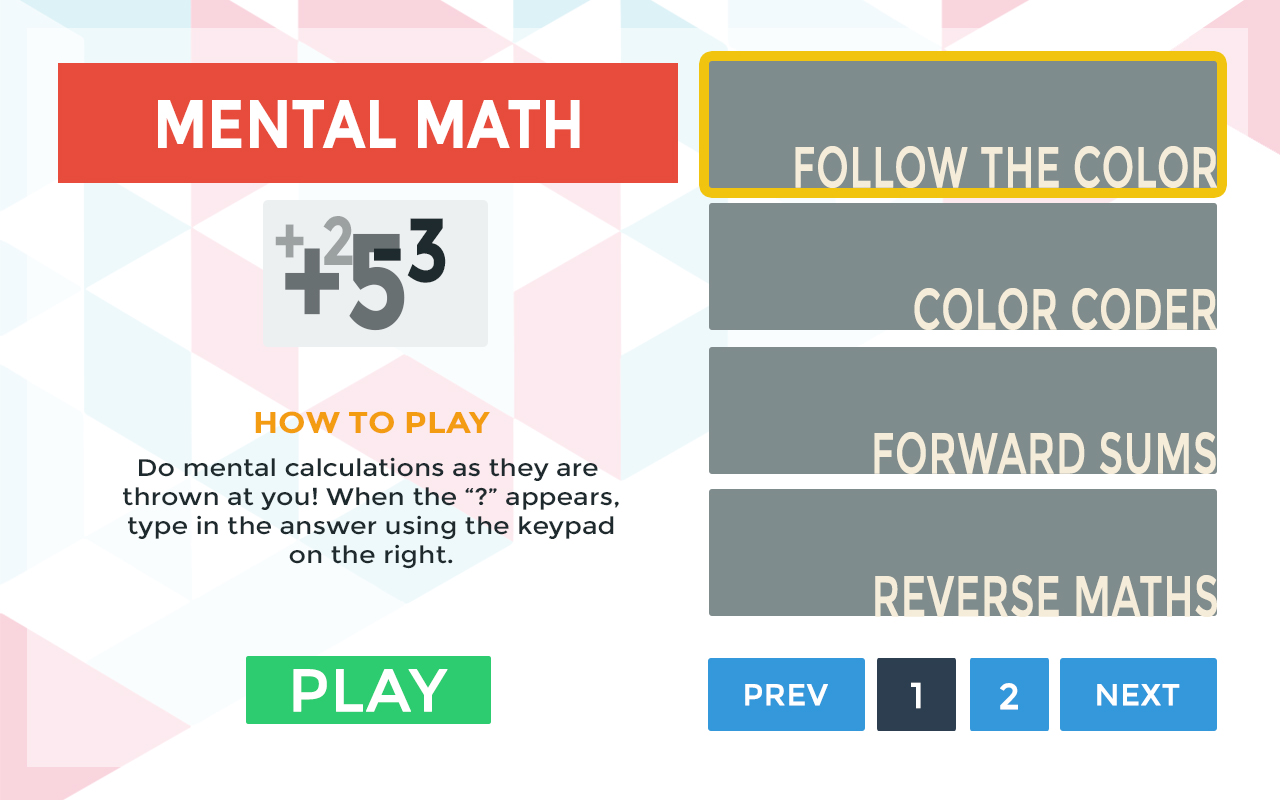 MENTAL MATH
+2
+5-3
HOW TO PLAY
Do mental calculations as they are
thrown at you! When the “?” appears,
type in the answer using the keypad
on the right.
PLAY
FOLLOW THE COLOR
COLOR CODER
FORWARD SUMS
REVERSE MATHS
PREV 1 2 NEXT